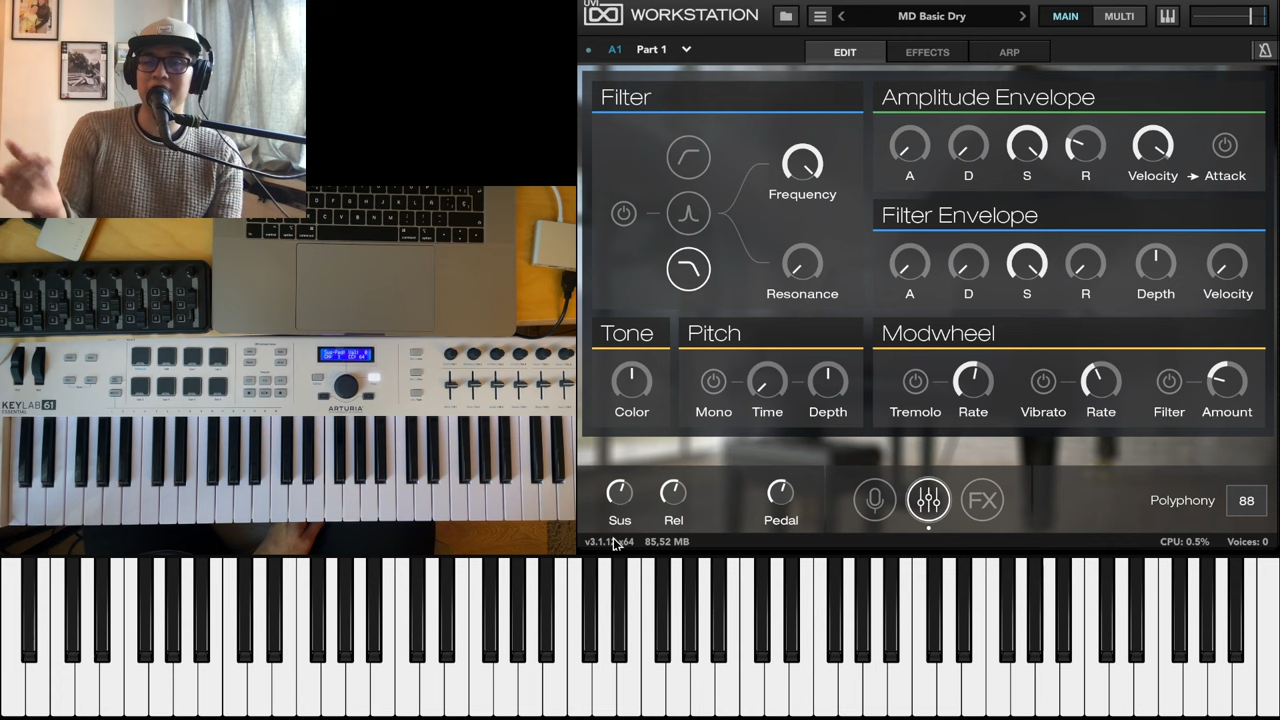 UVI
WORKSTATION
MD Basic Dry
MAIN
MULTI
A1
Part 1
EDIT
EFFECTS
ARP
Filter
Frequency
Resonance
Amplitude Envelope
A
D
S
R
Velocity
Attack
Filter Envelope
A
D
S
R
Depth
Velocity
Tone
Color
Pitch
Mono
Time
Depth
Modwheel
Tremolo
Rate
Vibrato
Rate
Filter
Amount
Sus
Rel
Pedal
FX
Polyphony
88
85,52 MB
CPU: 0.5%
Voices: 0
KEYLAB 61
ESSENTIAL
ARTURIA